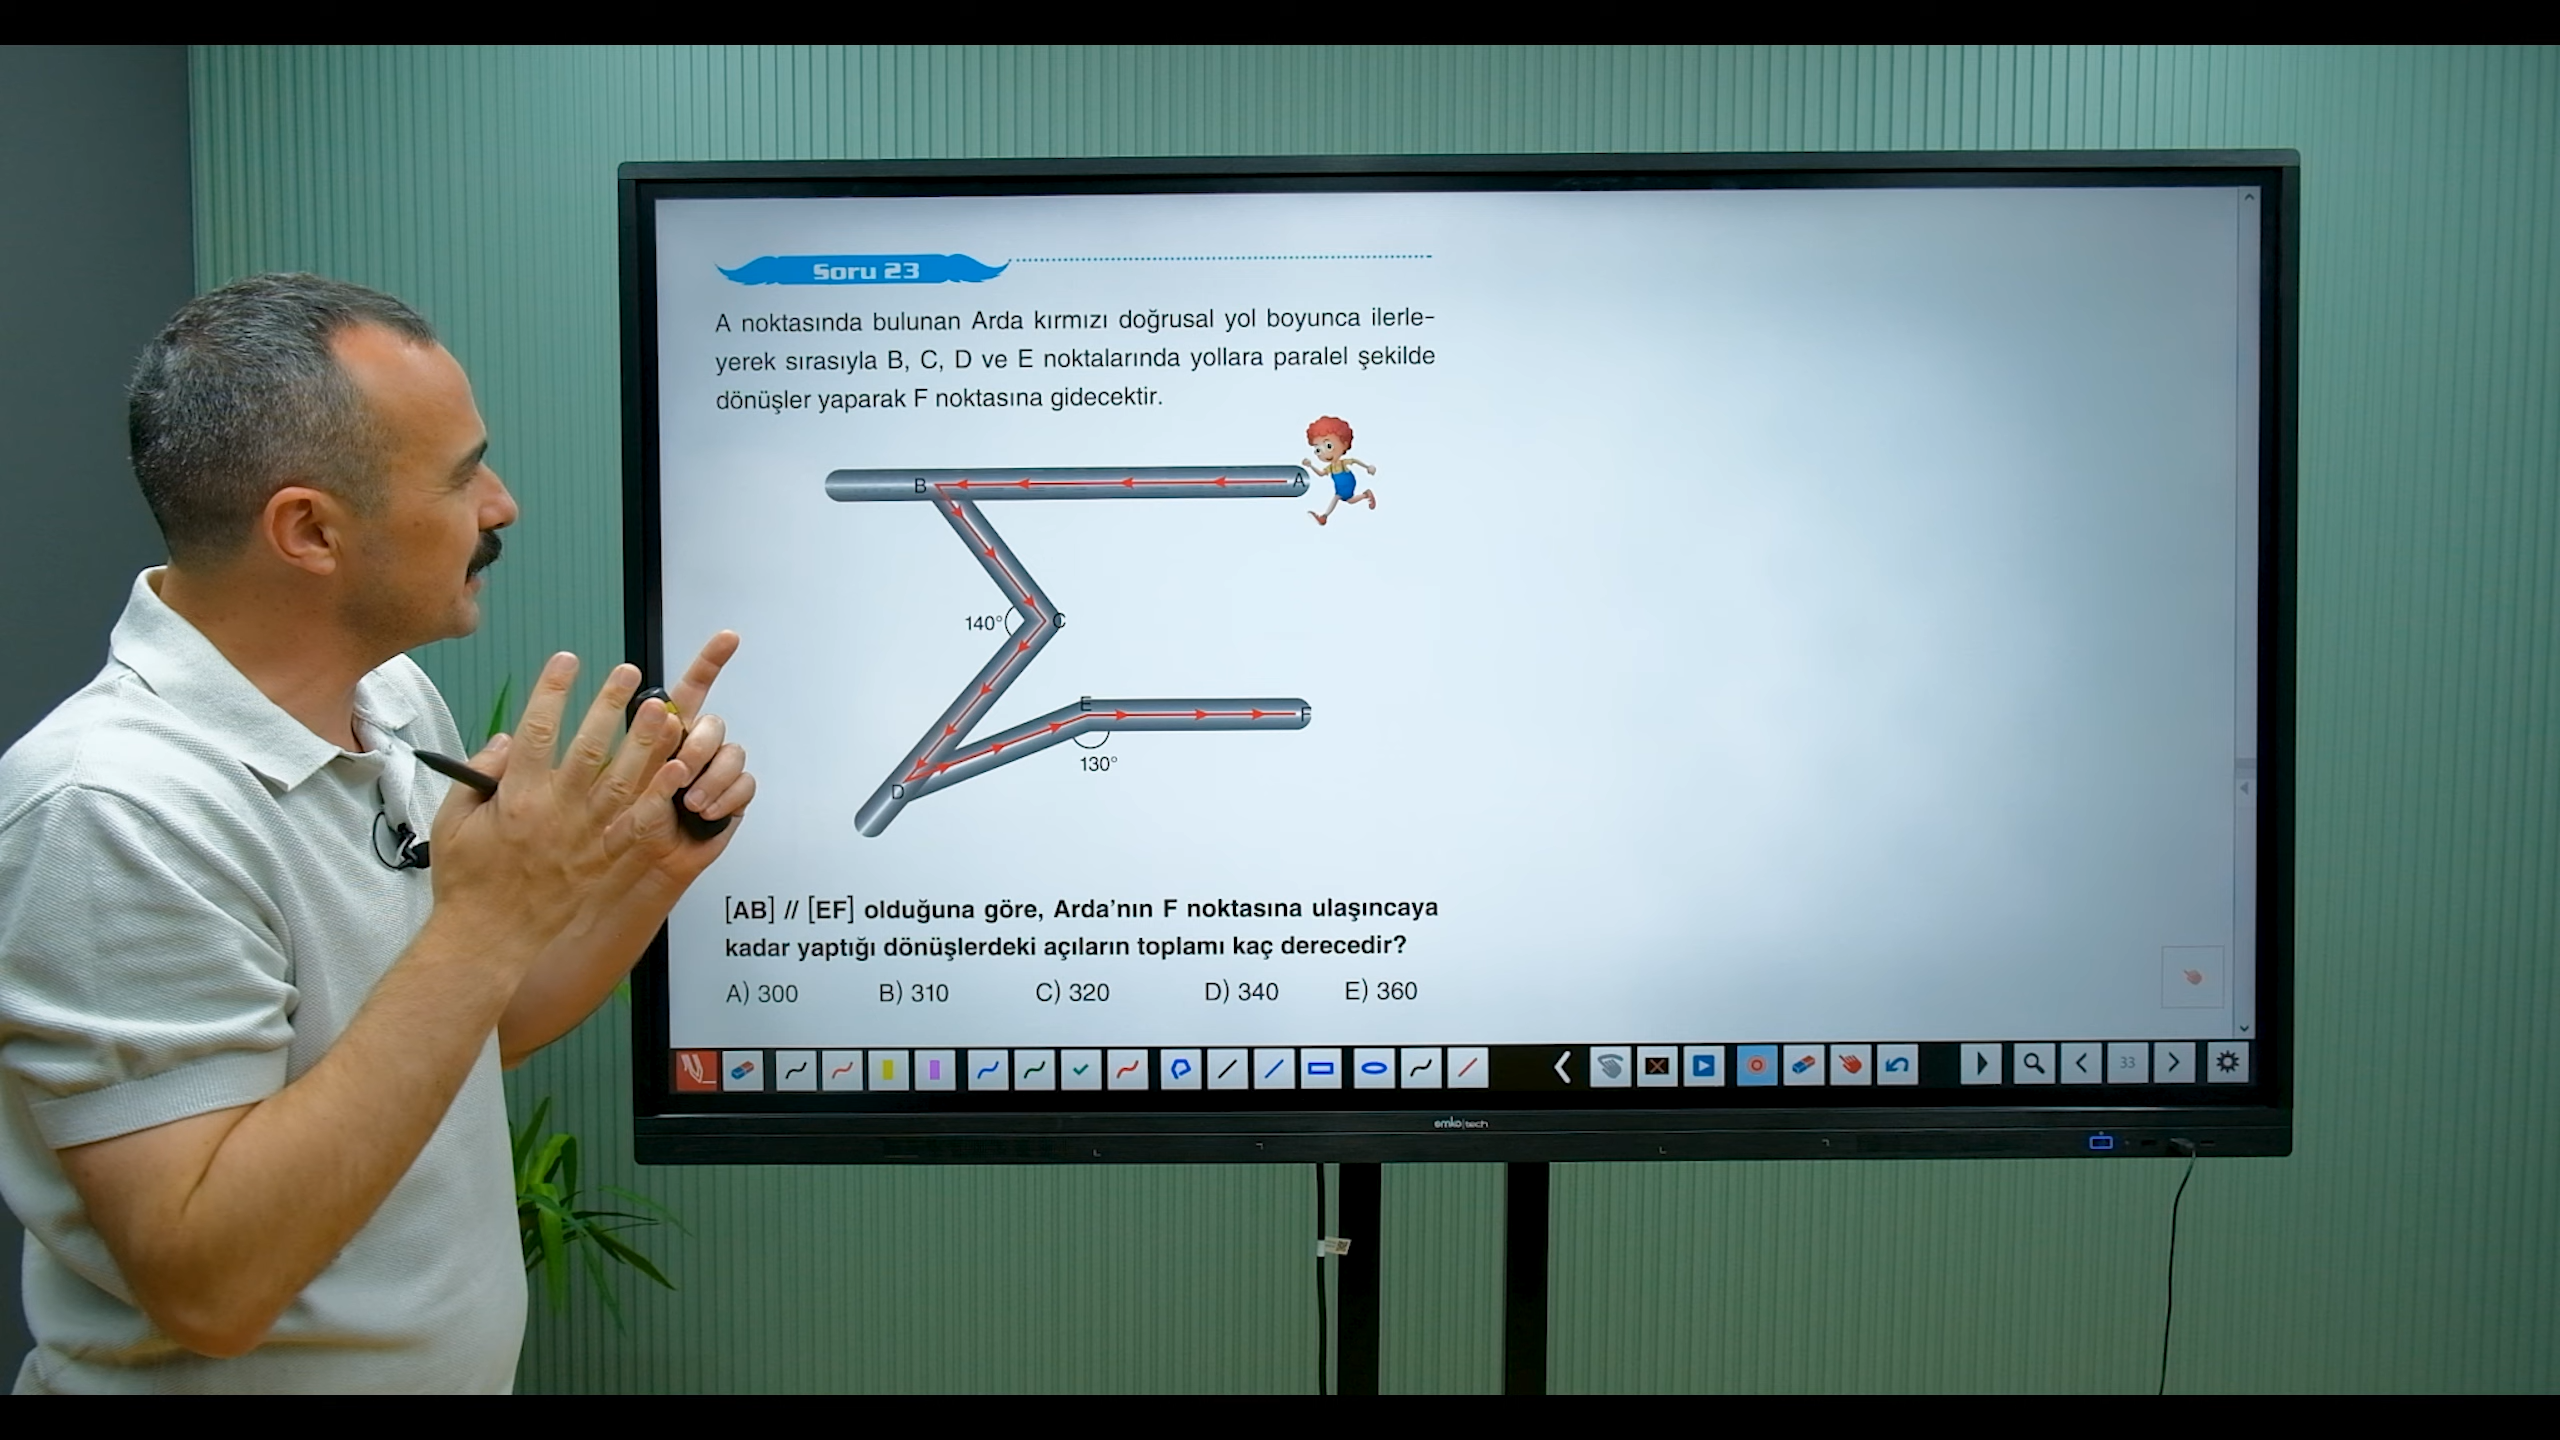 Soru 23
A noktasında bulunan Arda kırmızı doğrusal yol boyunca ilerle-
yerek sırasıyla B, C, D ve E noktalarında yollara paralel şekilde
dönüşler yaparak F noktasına gidecektir.
B
A
140°
C
E
F
130°
D
[AB] // [EF] olduğuna göre, Arda'nın F noktasına ulaşıncaya
kadar yaptığı dönüşlerdeki açıların toplamı kaç derecedir?
A) 300 B) 310 C) 320 D) 340 E) 360
33
emko|tech